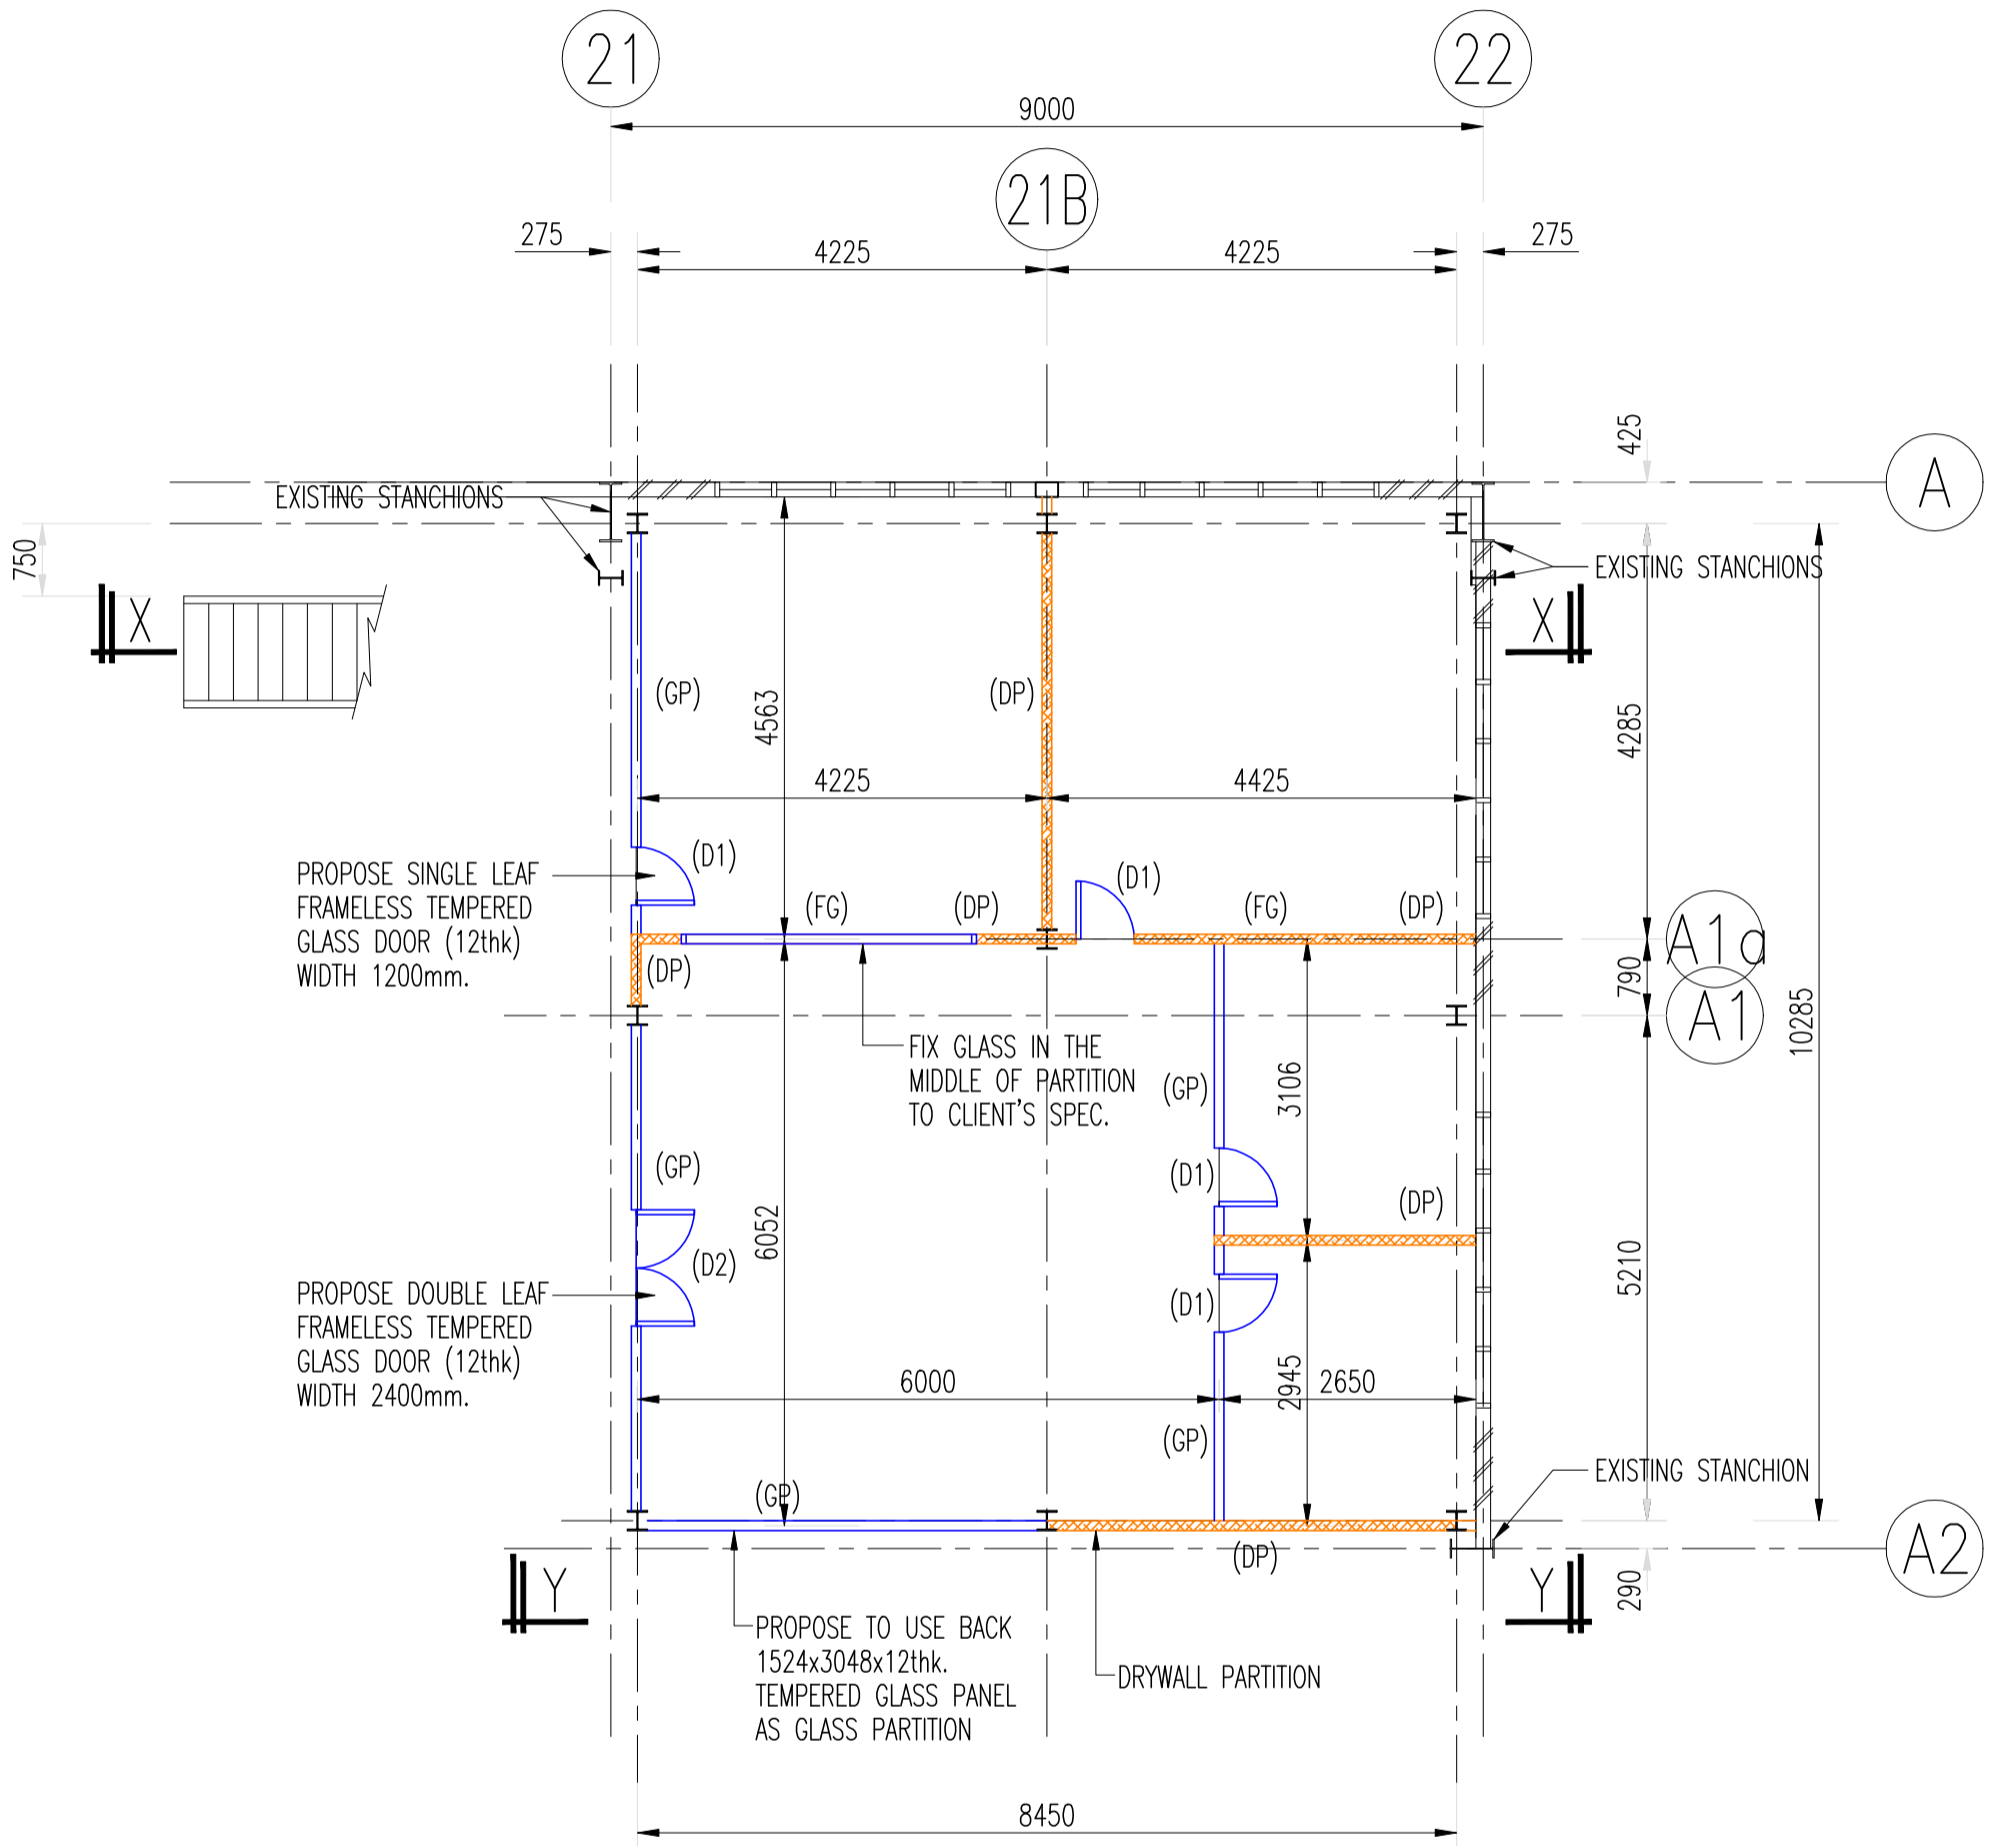 21
22
9000
21B
275
4225
4225
275
425
A
EXISTING STANCHIONS
750
EXISTING STANCHIONS
X
X
(GP)
(DP)
4563
4285
4225
4425
(D1)
(D1)
PROPOSE SINGLE LEAF
FRAMELESS TEMPERED
GLASS DOOR (12thk)
WIDTH 1200mm.
(FG)
(DP)
(FG)
(DP)
A1a
(DP)
790
A1
10285
FIX GLASS IN THE
MIDDLE OF PARTITION
TO CLIENT'S SPEC.
(GP)
3106
(GP)
(D1)
(DP)
6052
(D2)
5210
PROPOSE DOUBLE LEAF
FRAMELESS TEMPERED
GLASS DOOR (12thk)
WIDTH 2400mm.
(D1)
6000
2945
2650
(GP)
EXISTING STANCHION
(GP)
(DP)
A2
290
Y
Y
PROPOSE TO USE BACK
1524x3048x12thk.
TEMPERED GLASS PANEL
AS GLASS PARTITION
DRYWALL PARTITION
8450